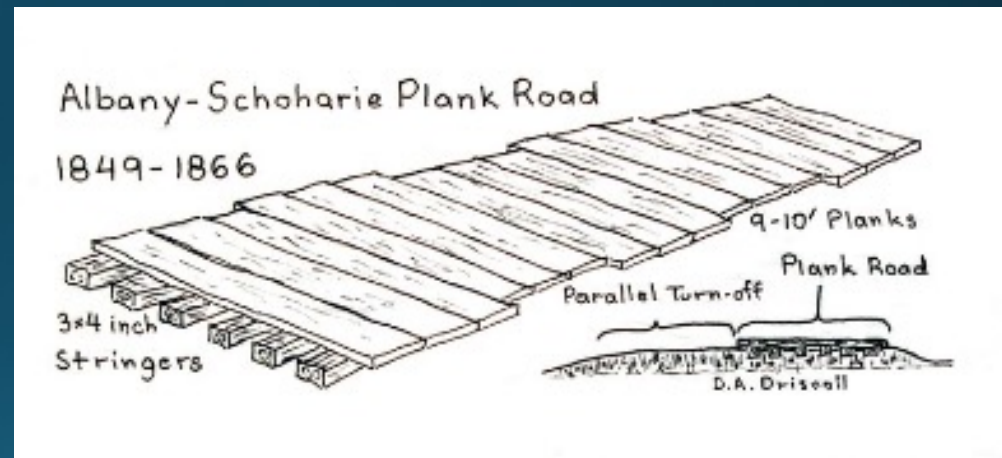 Albany-Schoharie Plank Road
1849-1866
9-10' Planks
Plank Road
Parallel Turn-off
3x4 inch
Stringers
D.A. Driscoll